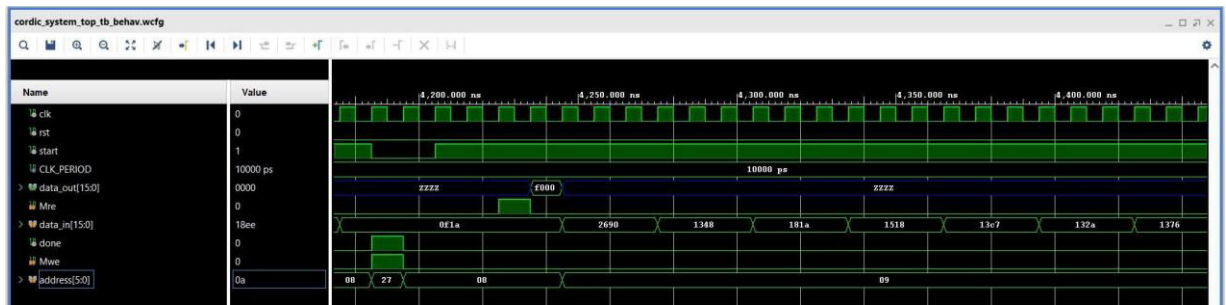 cordic_system_top_tb_behav.wcfg
Name Value 4,200.000 ns 4,250.000 ns 4,300.000 ns 4,350.000 ns 4,400.000 ns
clk 0
rst 0
start 1
CLK_PERIOD 10000 ps 10000 ps
data_out[15:0] 0000 zzzz f000 zzzz
Mre 0
data_in[15:0] 18ee 0f1a 2690 1348 181a 1518 13c7 132a 1376
done 0
Mwe 0
address[5:0] 0a 08 27 08 09